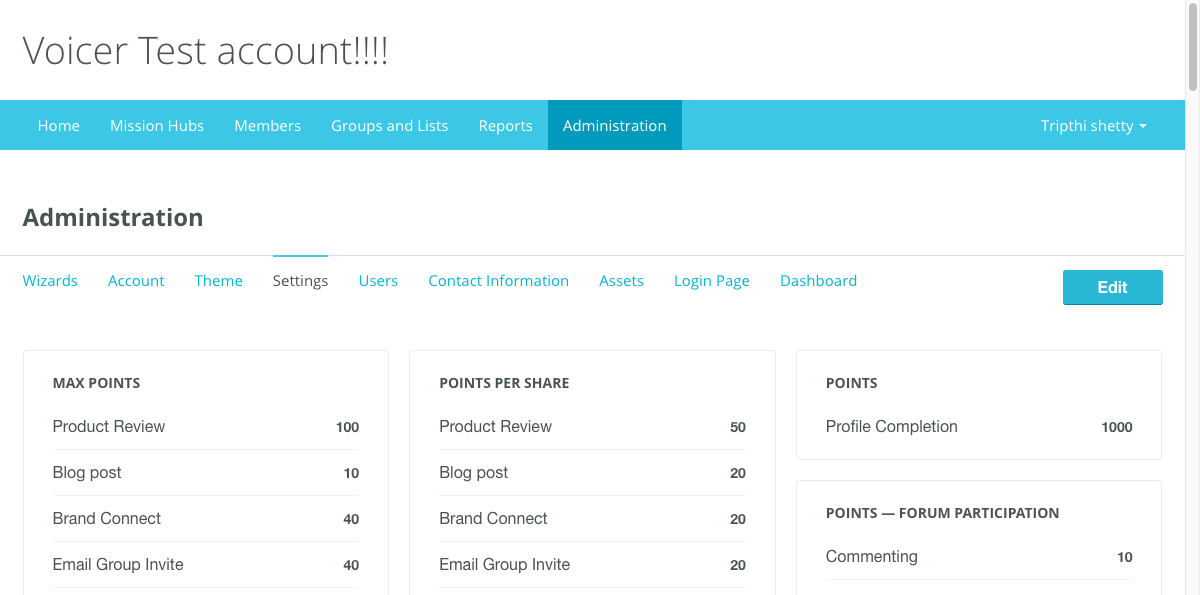 Voicer Test account!!!!
Home Mission Hubs Members Groups and Lists Reports Administration Tripthi shetty
Administration
Wizards Account Theme Settings Users Contact Information Assets Login Page Dashboard
Edit
MAX POINTS
Product Review 100
Blog post 10
Brand Connect 40
Email Group Invite 40
POINTS PER SHARE
Product Review 50
Blog post 20
Brand Connect 20
Email Group Invite 20
POINTS
Profile Completion 1000
POINTS — FORUM PARTICIPATION
Commenting 10